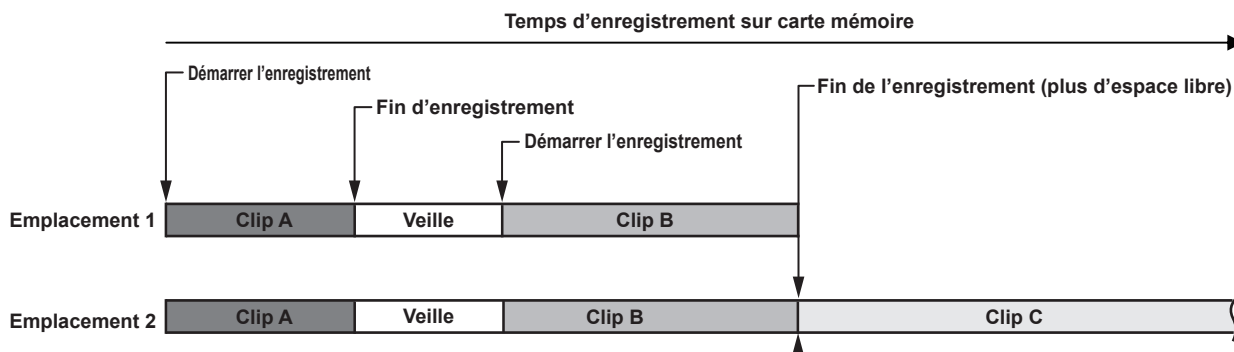 Temps d’enregistrement sur carte mémoire
Démarrer l’enregistrement
Fin d’enregistrement
Démarrer l’enregistrement
Fin de l’enregistrement (plus d’espace libre)
Emplacement 1 Clip A Veille Clip B
Emplacement 2 Clip A Veille Clip B Clip C